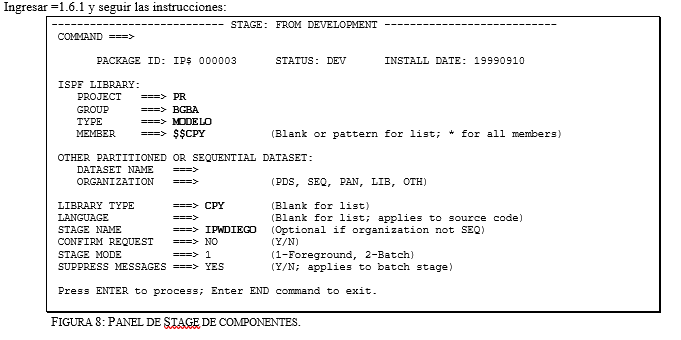 Ingresar =1.6.1 y seguir las instrucciones:
------------------------- STAGE: FROM DEVELOPMENT -------------------------
COMMAND ===>
PACKAGE ID: IP$ 000003 STATUS: DEV INSTALL DATE: 19990910
ISPF LIBRARY:
PROJECT ===> PR
GROUP ===> BGBA
TYPE ===> MODELO
MEMBER ===> $$CPY (Blank or pattern for list; * for all members)
OTHER PARTITIONED OR SEQUENTIAL DATASET:
DATASET NAME ===>
ORGANIZATION ===> (PDS, SEQ, PAN, LIB, OTH)
LIBRARY TYPE ===> CPY (Blank for list)
LANGUAGE ===> (Blank for list; applies to source code)
STAGE NAME ===> IPWDIEGO (Optional if organization not SEQ)
CONFIRM REQUEST ===> NO (Y/N)
STAGE MODE ===> 1 (1-Foreground, 2-Batch)
SUPPRESS MESSAGES ===> YES (Y/N; applies to batch stage)
Press ENTER to process; Enter END command to exit.
FIGURA 8: PANEL DE STAGE DE COMPONENTES.